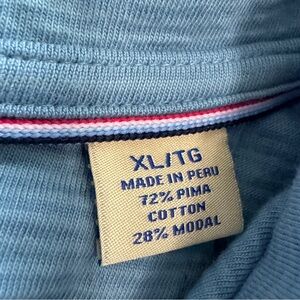 XL/TG
MADE IN PERU
72% PIMA
COTTON
28% MODAL